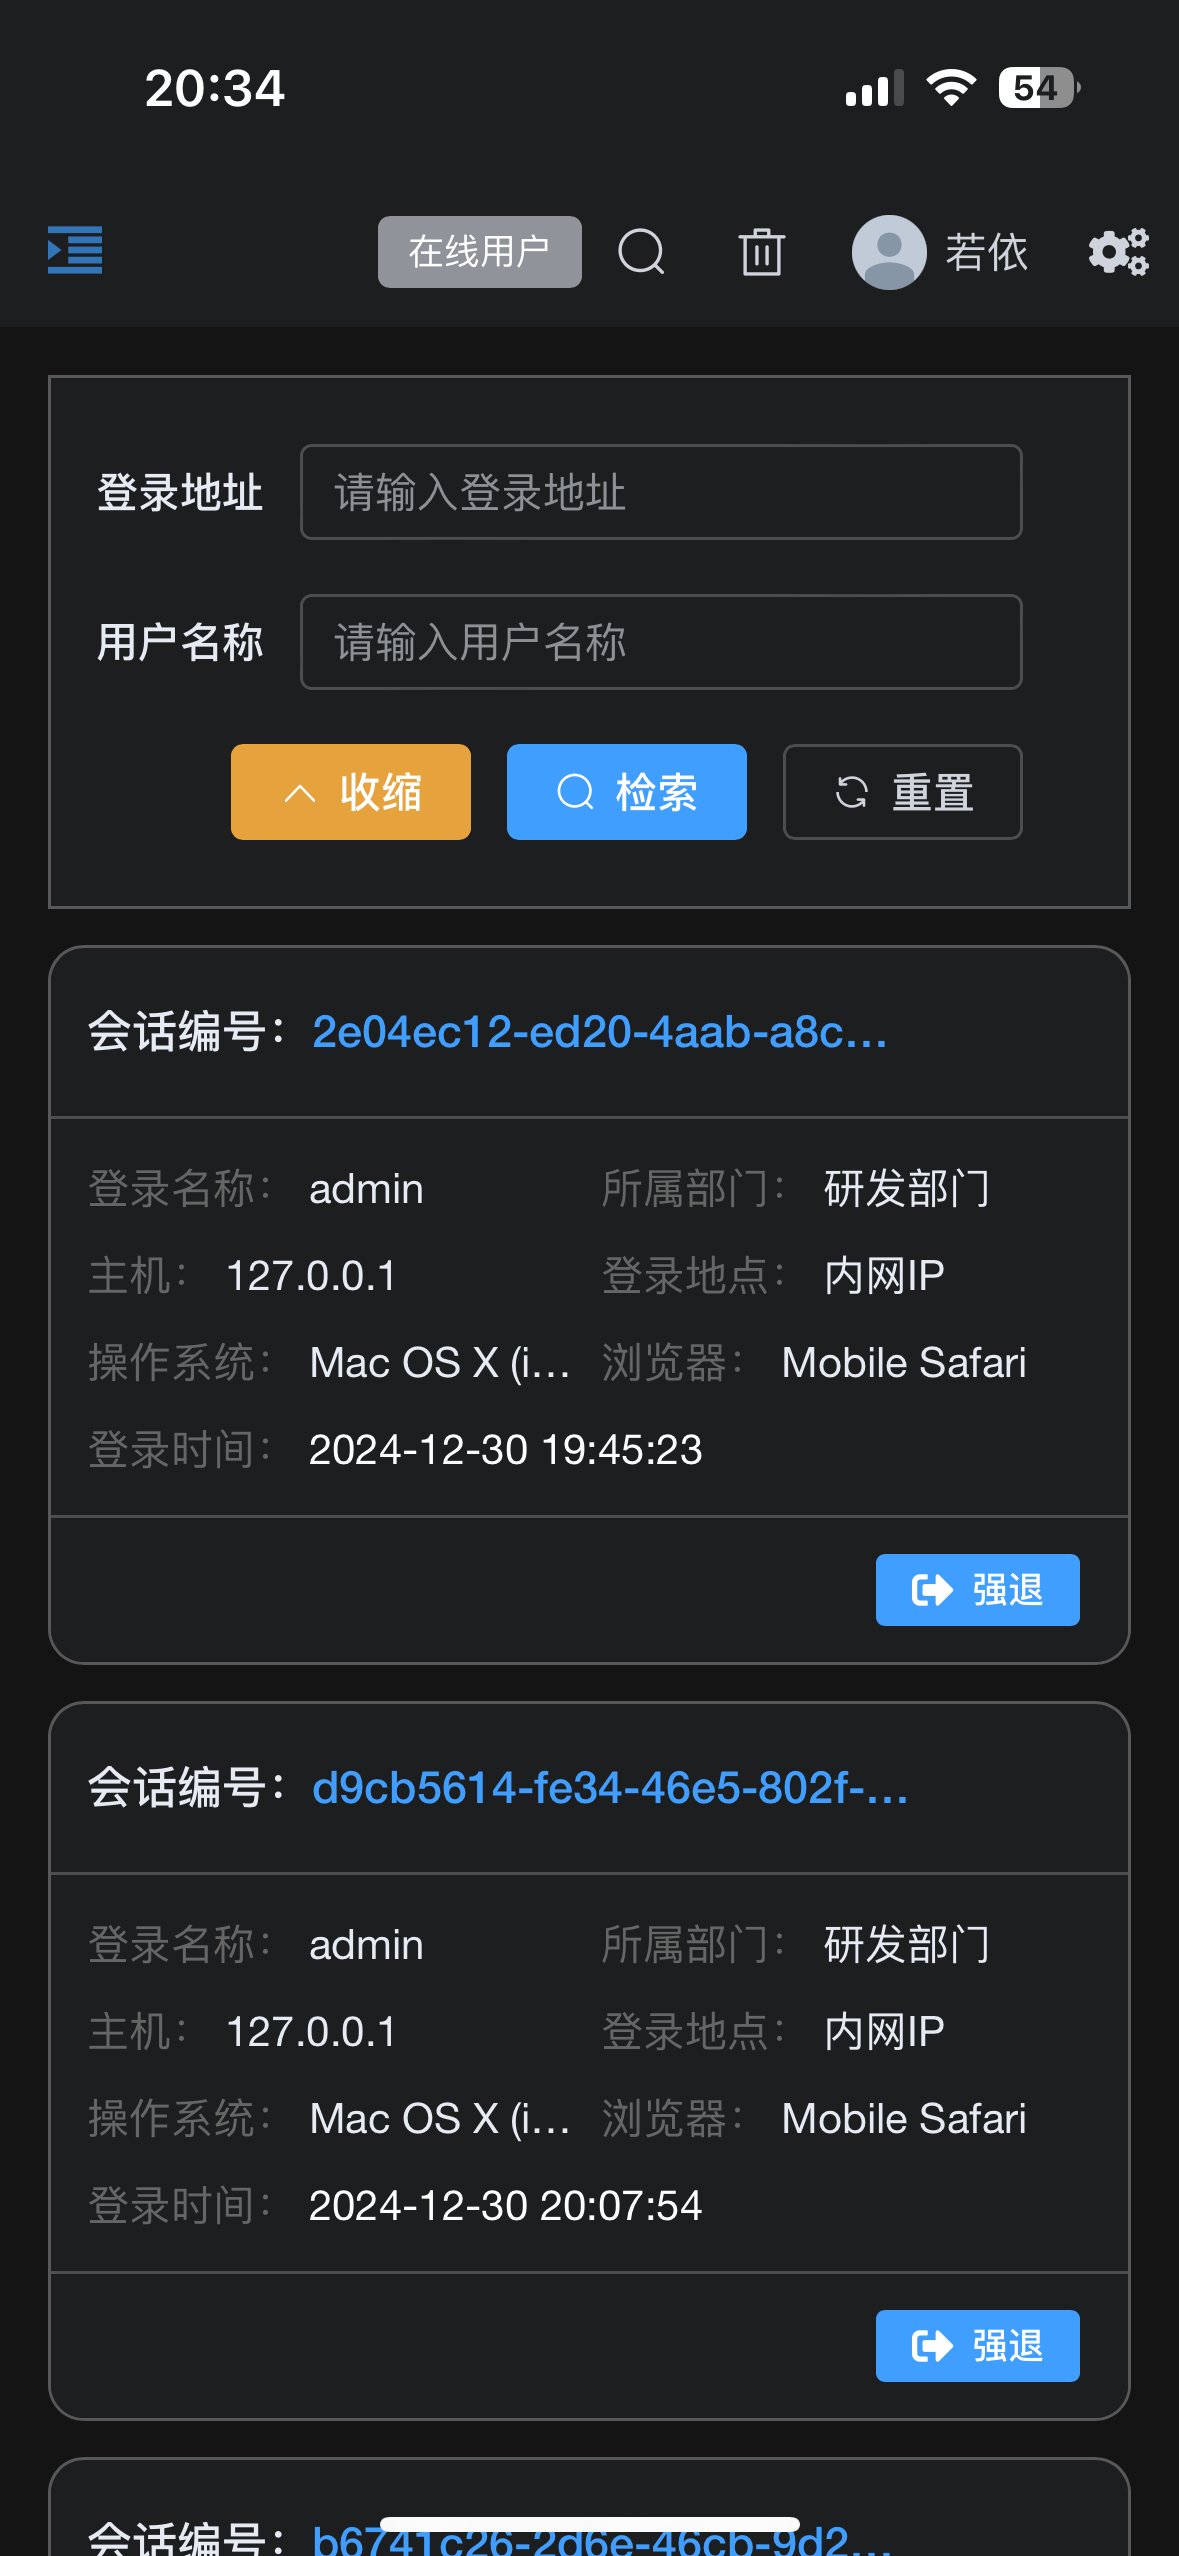 20:34
54
在线用户
若依
登录地址
请输入登录地址
用户名称
请输入用户名称
收缩
检索
重置
会话编号：2e04ec12-ed20-4aab-a8c...
登录名称： admin 所属部门： 研发部门
主机： 127.0.0.1 登录地点： 内网IP
操作系统： Mac OS X (i... 浏览器： Mobile Safari
登录时间： 2024-12-30 19:45:23
强退
会话编号：d9cb5614-fe34-46e5-802f-...
登录名称： admin 所属部门： 研发部门
主机： 127.0.0.1 登录地点： 内网IP
操作系统： Mac OS X (i... 浏览器： Mobile Safari
登录时间： 2024-12-30 20:07:54
强退
会话编号：b6741c26-2d6e-46cb-9d2...